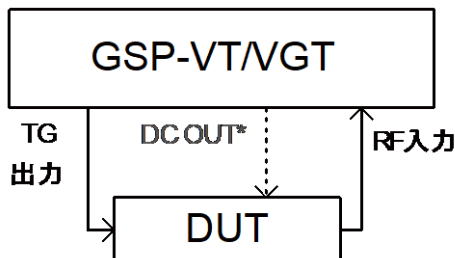 GSP-VT/VGT
TG
出力
DC OUT*
RF入力
DUT